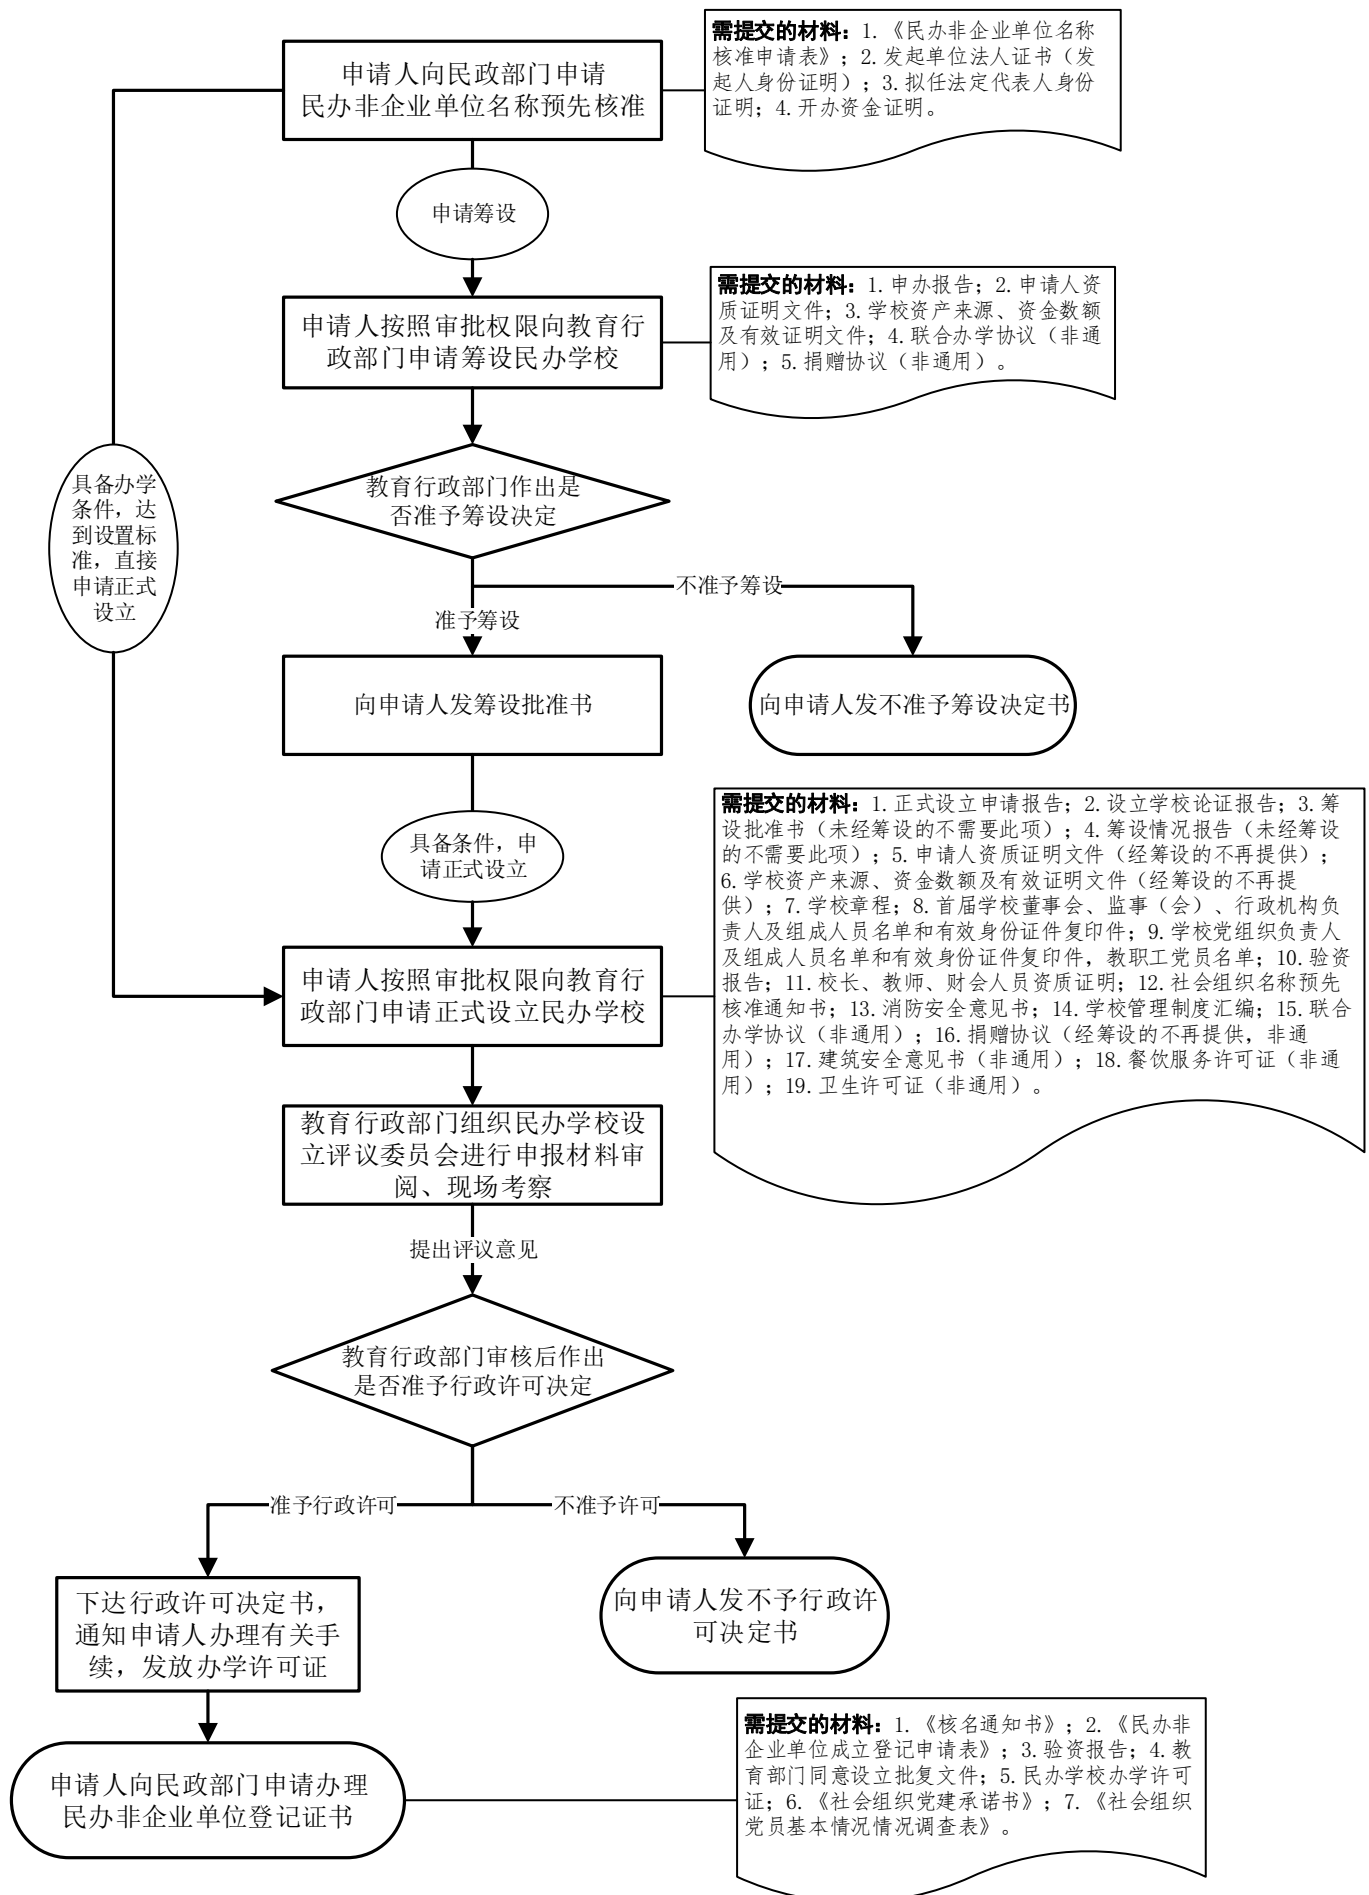 申请人向民政部门申请
民办非企业单位名称预先核准
需提交的材料：1.《民办非企业单位名称
核准申请表》；2.发起单位法人证书（发
起人身份证明）；3.拟任法定代表人身份
证明；4.开办资金证明。
申请筹设
申请人按照审批权限向教育行
政部门申请筹设民办学校
需提交的材料：1.申办报告；2.申请人资
质证明文件；3.学校资产来源、资金数额
及有效证明文件；4.联合办学协议（非通
用）；5.捐赠协议（非通用）。
具备办学
条件，达
到设置标
准，直接
申请正式
设立
教育行政部门作出是
否准予筹设决定
不准予筹设
准予筹设
向申请人发筹设批准书
向申请人发不准予筹设决定书
具备条件，申
请正式设立
需提交的材料：1.正式设立申请报告；2.设立学校论证报告；3.筹
设批准书（未经筹设的不需要此项）；4.筹设情况报告（未经筹设
的不需要此项）；5.申请人资质证明文件（经筹设的不再提供）；
6.学校资产来源、资金数额及有效证明文件（经筹设的不再提
供）；7.学校章程；8.首届学校董事会、监事（会）、行政机构负
责人及组成人员名单和有效身份证件复印件；9.学校党组织负责人
及组成人员名单和有效身份证件复印件，教职工党员名单；10.验资
报告；11.校长、教师、财会人员资质证明；12.社会组织名称预先
核准通知书；13.消防安全意见书；14.学校管理制度汇编；15.联合
办学协议（非通用）；16.捐赠协议（经筹设的不再提供，非通
用）；17.建筑安全意见书（非通用）；18.餐饮服务许可证（非通
用）；19.卫生许可证（非通用）。
申请人按照审批权限向教育行
政部门申请正式设立民办学校
教育行政部门组织民办学校设
立评议委员会进行申报材料审
阅、现场考察
提出评议意见
教育行政部门审核后作出
是否准予行政许可决定
准予行政许可
不准予许可
下达行政许可决定书，
通知申请人办理有关手
续，发放办学许可证
向申请人发不予行政许
可决定书
申请人向民政部门申请办理
民办非企业单位登记证书
需提交的材料：1.《核名通知书》；2.《民办非
企业单位成立登记申请表》；3.验资报告；4.教
育部门同意设立批复文件；5.民办学校办学许可
证；6.《社会组织党建承诺书》；7.《社会组织
党员基本情况情况调查表》。